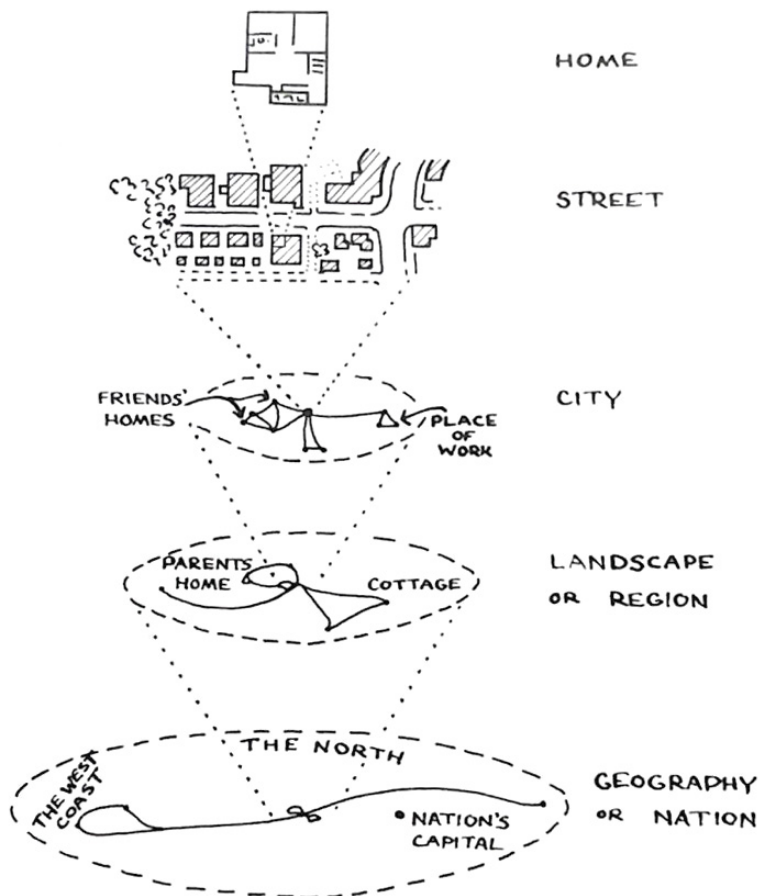 HOME
STREET
CITY
FRIENDS
HOMES
PLACE
OF
WORK
PARENTS
HOME
COTTAGE
LANDSCAPE
OR REGION
THE NORTH
THE WEST
COAST
NATION'S
CAPITAL
GEOGRAPHY
OR NATION